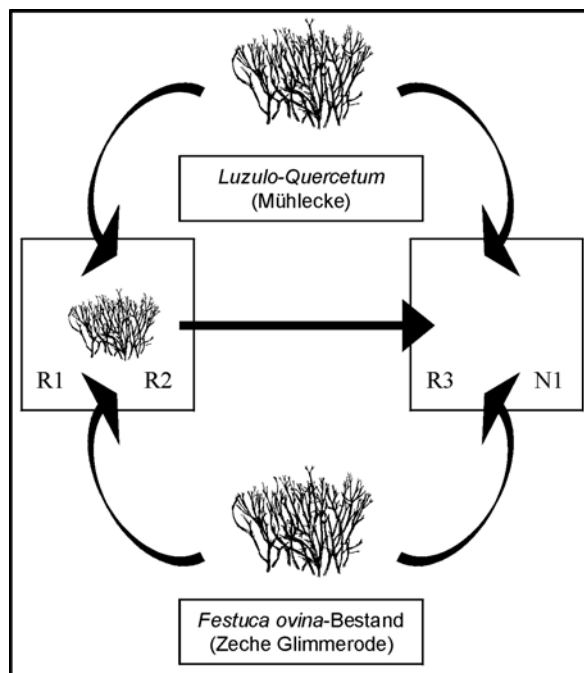 Luzulo-Quercetum
(Mühlecke)
R1 R2 R3 N1
Festuca ovina-Bestand
(Zeche Glimmerode)